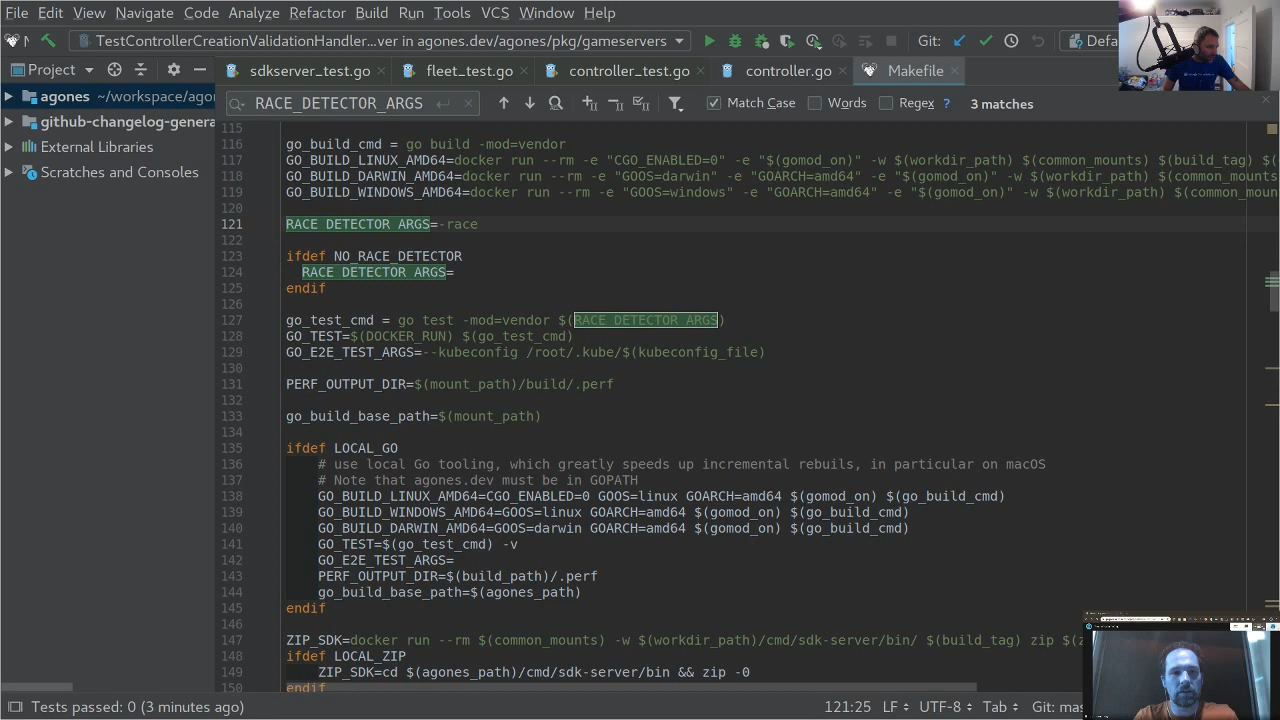 File Edit View Navigate Code Analyze Refactor Build Run Tools VCS Window Help
TestControllerCreationValidationHandler...ver in agones.dev/agones/pkg/gameservers Git: Defa
Project sdkserver_test.go fleet_test.go controller_test.go controller.go Makefile
agones ~/workspace/agon
github-changelog-genera
External Libraries
Scratches and Consoles
RACE_DETECTOR_ARGS Match Case Words Regex ? 3 matches
115
116 go_build_cmd = go build -mod=vendor
117 GO_BUILD_LINUX_AMD64=docker run --rm -e "CGO_ENABLED=0" -e "$(gomod_on)" -w $(workdir_path) $(common_mounts) $(build_tag) $
118 GO_BUILD_DARWIN_AMD64=docker run --rm -e "GOOS=darwin" -e "GOARCH=amd64" -e "$(gomod_on)" -w $(workdir_path) $(common_mounts
119 GO_BUILD_WINDOWS_AMD64=docker run --rm -e "GOOS=windows" -e "GOARCH=amd64" -e "$(gomod_on)" -w $(workdir_path) $(common_moun
120
121 RACE_DETECTOR_ARGS=-race
122
123 ifdef NO_RACE_DETECTOR
124 RACE_DETECTOR_ARGS=
125 endif
126
127 go_test_cmd = go test -mod=vendor $(RACE_DETECTOR_ARGS)
128 GO_TEST=$(DOCKER_RUN) $(go_test_cmd)
129 GO_E2E_TEST_ARGS=--kubeconfig /root/.kube/$(kubeconfig_file)
130
131 PERF_OUTPUT_DIR=$(mount_path)/build/.perf
132
133 go_build_base_path=$(mount_path)
134
135 ifdef LOCAL_GO
136 # use local Go tooling, which greatly speeds up incremental rebuils, in particular on macOS
137 # Note that agones.dev must be in GOPATH
138 GO_BUILD_LINUX_AMD64=CGO_ENABLED=0 GOOS=linux GOARCH=amd64 $(gomod_on) $(go_build_cmd)
139 GO_BUILD_WINDOWS_AMD64=GOOS=linux GOARCH=amd64 $(gomod_on) $(go_build_cmd)
140 GO_BUILD_DARWIN_AMD64=GOOS=darwin GOARCH=amd64 $(gomod_on) $(go_build_cmd)
141 GO_TEST=$(go_test_cmd) -v
142 GO_E2E_TEST_ARGS=
143 PERF_OUTPUT_DIR=$(build_path)/.perf
144 go_build_base_path=$(agones_path)
145 endif
146
147 ZIP_SDK=docker run --rm $(common_mounts) -w $(workdir_path)/cmd/sdk-server/bin/ $(build_tag) zip $(z
148 ifdef LOCAL_ZIP
149 ZIP_SDK=cd $(agones_path)/cmd/sdk-server/bin && zip -0
150 endif
Tests passed: 0 (3 minutes ago) 121:25 LF UTF-8 Tab Git: mas